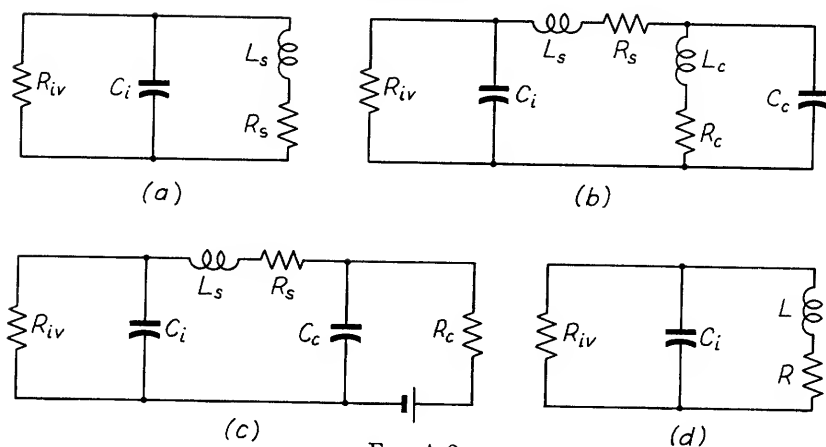 R_iv C_i L_s R_s
(a)
L_s R_s
R_iv C_i L_c R_c C_c
(b)
L_s R_s
R_iv C_i C_c R_c
(c)
R_iv C_i L R
(d)